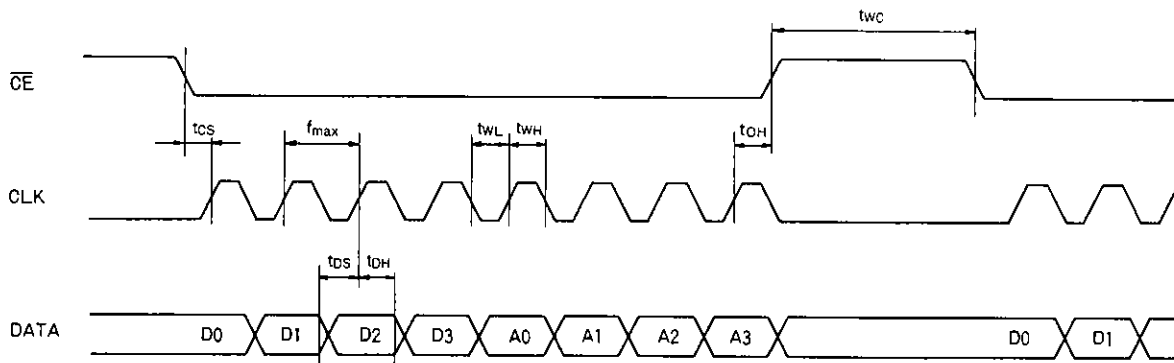 twc
CE
tcs fmax twL twH tOH
CLK
tDS tDH
DATA D0 D1 D2 D3 A0 A1 A2 A3 D0 D1